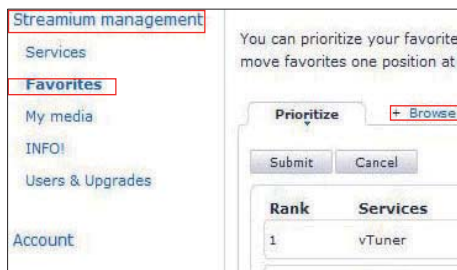 Streamium management
Services
Favorites
My media
INFO!
Users & Upgrades
Account
You can prioritize your favorite
move favorites one position at
Prioritize
+ Browse
Submit Cancel
Rank Services
1 vTuner